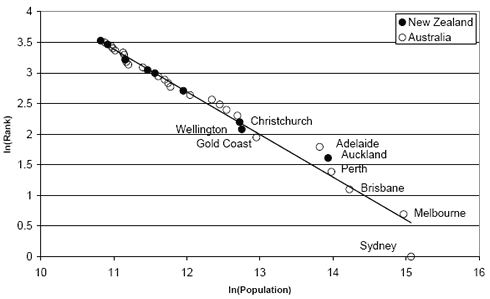 4
3.5
3
2.5
2
1.5
1
0.5
0
ln(Rank)
New Zealand
Australia
Christchurch
Wellington
Gold Coast
Adelaide
Auckland
Perth
Brisbane
Melbourne
Sydney
10 11 12 13 14 15 16
ln(Population)